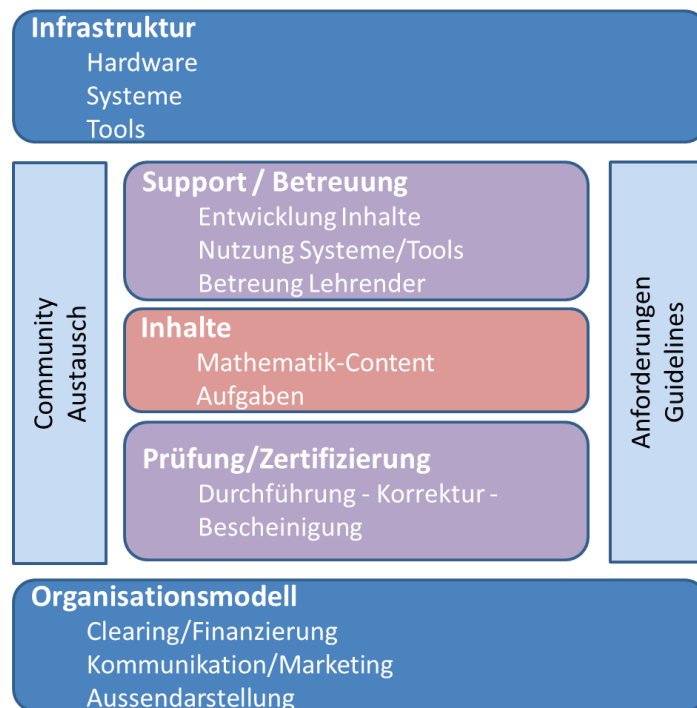 Infrastruktur
Hardware
Systeme
Tools
Community
Austausch
Support / Betreuung
Entwicklung Inhalte
Nutzung Systeme/Tools
Betreung Lehrender
Inhalte
Mathematik-Content
Aufgaben
Prüfung/Zertifizierung
Durchführung - Korrektur -
Bescheinigung
Anforderungen
Guidelines
Organisationsmodell
Clearing/Finanzierung
Kommunikation/Marketing
Aussendarstellung